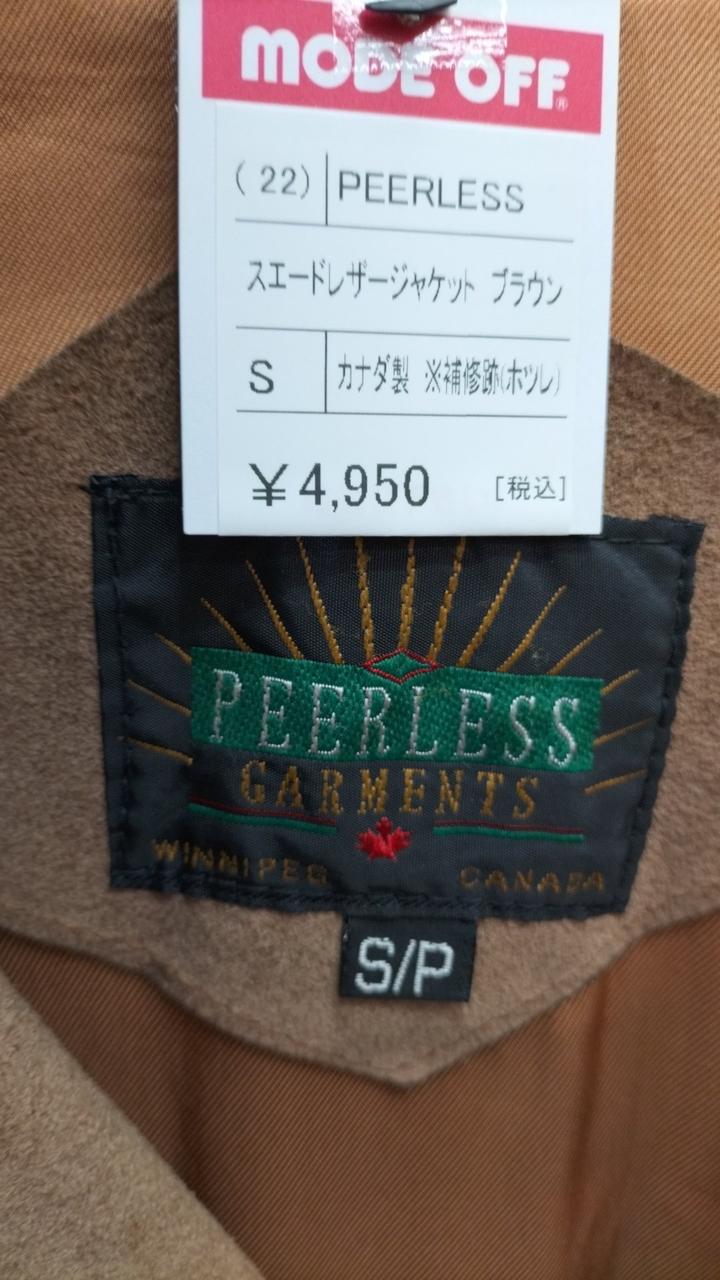 MODE OFF®
(22) PEERLESS
スエードレザージャケット ブラウン
S カナダ製 ※補修跡(ホツレ)
¥4,950 [税込]
PEERLESS
GARMENTS
WINNIPEG CANADA
S/P